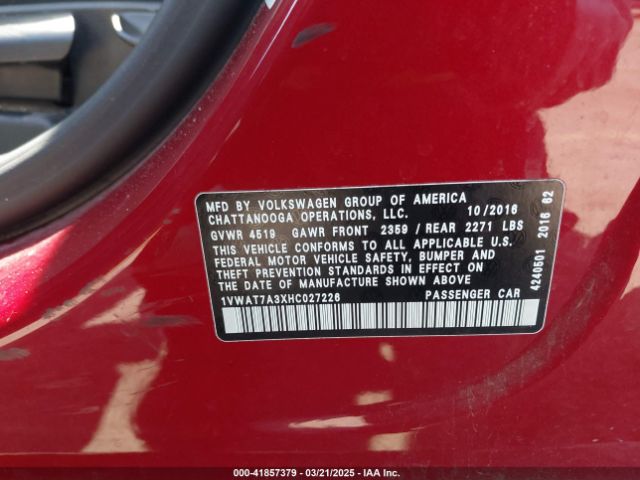 MFD BY VOLKSWAGEN GROUP OF AMERICA
CHATTANOOGA OPERATIONS, LLC. 10/2016
GVWR 4519 GAWR FRONT 2359 / REAR 2271 LBS
THIS VEHICLE CONFORMS TO ALL APPLICABLE U.S.
FEDERAL MOTOR VEHICLE SAFETY, BUMPER AND
THEFT PREVENTION STANDARDS IN EFFECT ON
THE DATE OF MANUFACTURE SHOWN ABOVE
1VWAT7A3XHC027226 PASSENGER CAR
4240501 2016 62
000-41857379 — 03/21/2025 — IAA Inc.